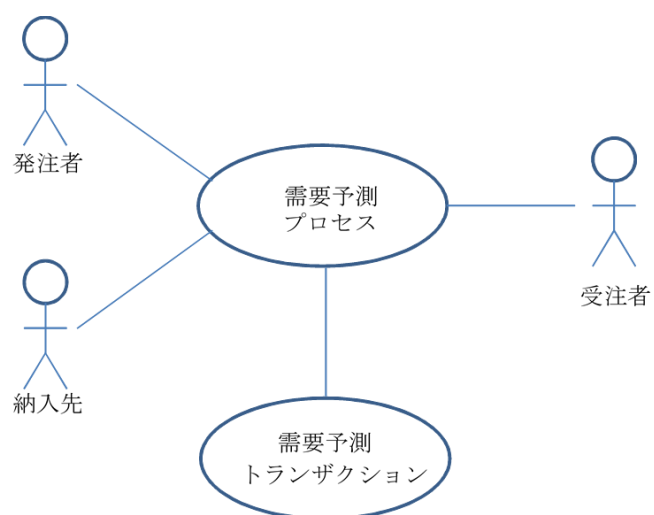 発注者
需要予測
プロセス
受注者
納入先
需要予測
トランザクション